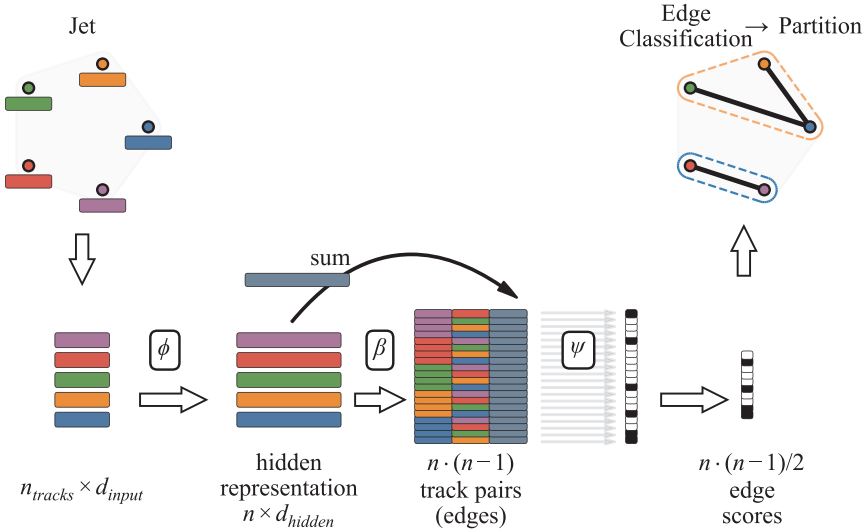 Jet
Edge
Classification → Partition
sum
ϕ
β
ψ
n_tracks × d_input
hidden
representation
n × d_hidden
n · (n−1)
track pairs
(edges)
n · (n−1)/2
edge
scores